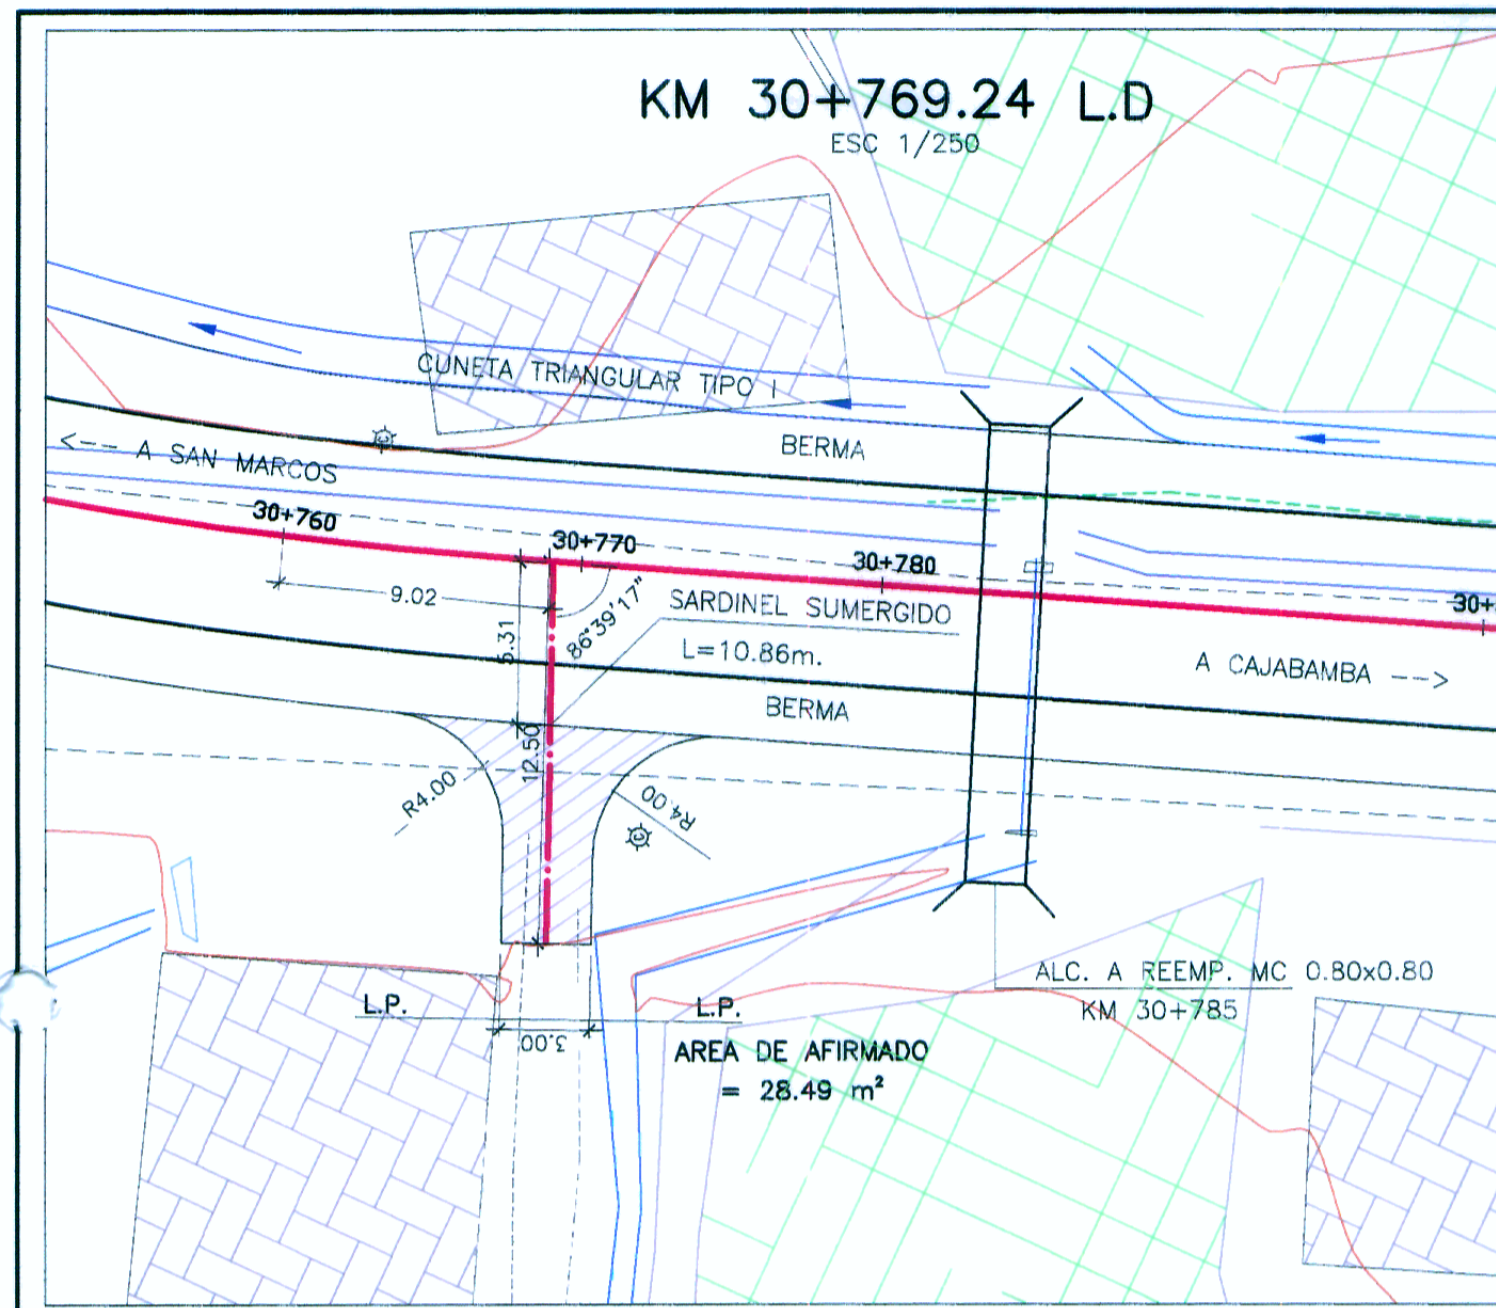 KM 30+769.24 L.D
ESC 1/250
CUNETA TRIANGULAR TIPO I
BERMA
<-- A SAN MARCOS
30+760
30+770
30+780
30+
9.02
5.31
86°39'17"
SARDINEL SUMERGIDO
L=10.86m.
A CAJABAMBA -->
BERMA
12.50
R4.00
R4.00
ALC. A REEMP. MC 0.80x0.80
KM 30+785
L.P.
L.P.
3.00
AREA DE AFIRMADO
= 28.49 m²